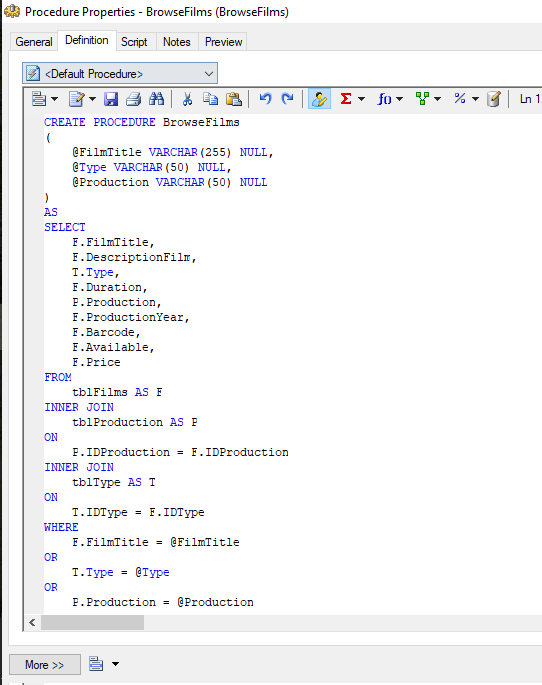 Procedure Properties - BrowseFilms (BrowseFilms)
General Definition Script Notes Preview
<Default Procedure>
Σ fO % Ln 1
CREATE PROCEDURE BrowseFilms
(
@FilmTitle VARCHAR(255) NULL,
@Type VARCHAR(50) NULL,
@Production VARCHAR(50) NULL
)
AS
SELECT
F.FilmTitle,
F.DescriptionFilm,
T.Type,
F.Duration,
P.Production,
F.ProductionYear,
F.Barcode,
F.Available,
F.Price
FROM
tblFilms AS F
INNER JOIN
tblProduction AS P
ON
P.IDProduction = F.IDProduction
INNER JOIN
tblType AS T
ON
T.IDType = F.IDType
WHERE
F.FilmTitle = @FilmTitle
OR
T.Type = @Type
OR
P.Production = @Production
More >>